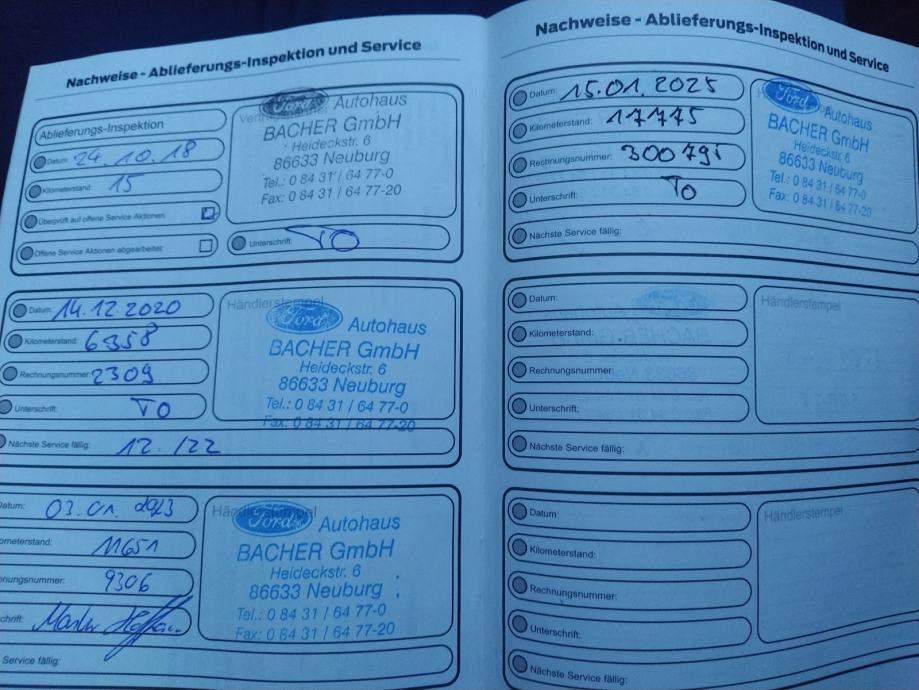 Nachweise - Ablieferungs-Inspektion und Service
Ablieferungs-Inspektion
Datum: 24.10.18
Kilometerstand: 15
Überprüft auf offene Service Aktionen:
Offene Service Aktionen abgearbeitet:
Ford Autohaus
BACHER GmbH
Heideckstr. 6
86633 Neuburg
Tel.: 0 84 31 / 64 77-0
Fax: 0 84 31 / 64 77-20
Unterschrift: TO
Datum: 14.12.2020
Kilometerstand: 6358
Rechnungsnummer: 2309
Unterschrift: TO
Nächste Service fällig: 12./22
Händlerstempel
Ford Autohaus
BACHER GmbH
Heideckstr. 6
86633 Neuburg
Tel.: 0 84 31 / 64 77-0
Fax: 0 84 31 / 64 77-20
Datum: 03.01.2023
ometerstand: 11651
hnungsnummer: 9306
chrift:
Service fällig:
Händlerstempel
Ford Autohaus
BACHER GmbH
Heideckstr. 6
86633 Neuburg
Tel.: 0 84 31 / 64 77-0
Fax: 0 84 31 / 64 77-20
Nachweise - Ablieferungs-Inspektion und Service
Datum: 15.01.2025
Kilometerstand: 17775
Rechnungsnummer: 300791
Unterschrift: TO
Nächste Service fällig:
Ford Autohaus
BACHER GmbH
Heideckstr. 6
86633 Neuburg
Tel.: 0 84 31 / 64 77-0
Fax: 0 84 31 / 64 77-20
Datum:
Kilometerstand:
Rechnungsnummer:
Unterschrift:
Nächste Service fällig:
Händlerstempel
Datum:
Kilometerstand:
Rechnungsnummer:
Unterschrift:
Nächste Service fällig:
Händlerstempel